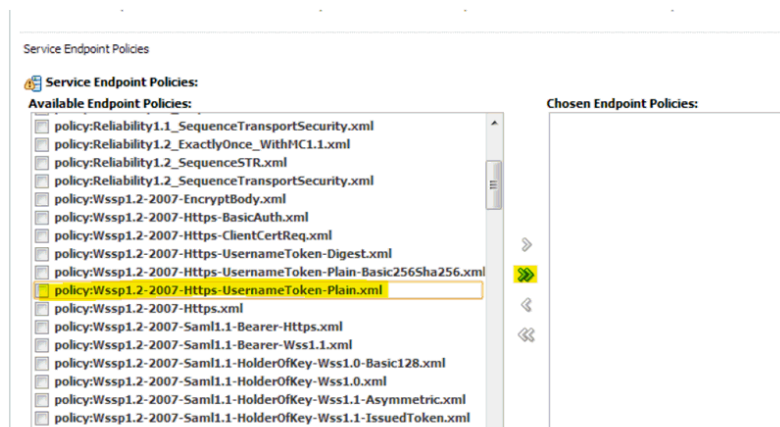 Service Endpoint Policies
Service Endpoint Policies:
Available Endpoint Policies:
Chosen Endpoint Policies:
policy:Reliability1.1_SequenceTransportSecurity.xml
policy:Reliability1.2_ExactlyOnce_WithMC1.1.xml
policy:Reliability1.2_SequenceSTR.xml
policy:Reliability1.2_SequenceTransportSecurity.xml
policy:Wssp1.2-2007-EncryptBody.xml
policy:Wssp1.2-2007-Https-BasicAuth.xml
policy:Wssp1.2-2007-Https-ClientCertReq.xml
policy:Wssp1.2-2007-Https-UsernameToken-Digest.xml
policy:Wssp1.2-2007-Https-UsernameToken-Plain-Basic256Sha256.xml
policy:Wssp1.2-2007-Https-UsernameToken-Plain.xml
policy:Wssp1.2-2007-Https.xml
policy:Wssp1.2-2007-Saml1.1-Bearer-Https.xml
policy:Wssp1.2-2007-Saml1.1-Bearer-Wss1.1.xml
policy:Wssp1.2-2007-Saml1.1-HolderOfKey-Wss1.0-Basic128.xml
policy:Wssp1.2-2007-Saml1.1-HolderOfKey-Wss1.0.xml
policy:Wssp1.2-2007-Saml1.1-HolderOfKey-Wss1.1-Asymmetric.xml
policy:Wssp1.2-2007-Saml1.1-HolderOfKey-Wss1.1-IssuedToken.xml